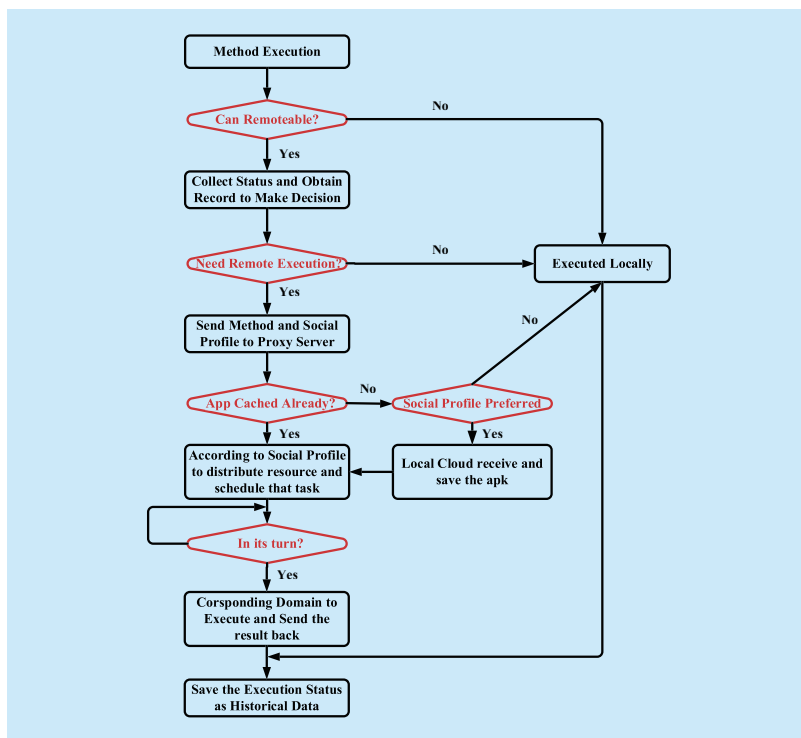 Method Execution
No
Can Remoteable?
Yes
Collect Status and Obtain
Record to Make Decision
No
Need Remote Execution?
Executed Locally
Yes
No
Send Method and Social
Profile to Proxy Server
No
App Cached Already?
Social Profile Preferred
Yes
Yes
According to Social Profile
to distribute resource and
schedule that task
Local Cloud receive and
save the apk
In its turn?
Yes
Corsponding Domain to
Execute and Send the
result back
Save the Execution Status
as Historical Data